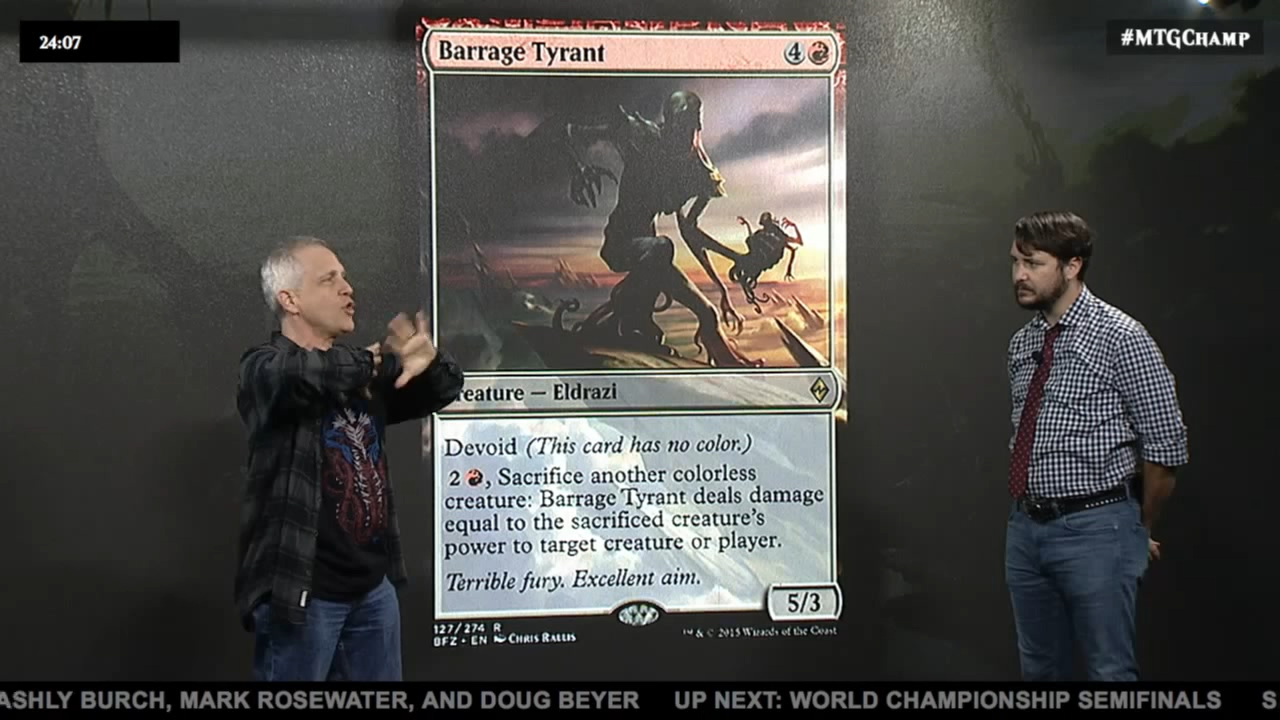 24:07
#MTGCHAMP
Barrage Tyrant 4
reature — Eldrazi
Devoid (This card has no color.)
2 , Sacrifice another colorless
creature: Barrage Tyrant deals damage
equal to the sacrificed creature's
power to target creature or player.
Terrible fury. Excellent aim.
5/3
127/274 R
BFZ • EN CHRIS RALLIS
™ & © 2015 Wizards of the Coast
ASHLY BURCH, MARK ROSEWATER, AND DOUG BEYER UP NEXT: WORLD CHAMPIONSHIP SEMIFINALS S